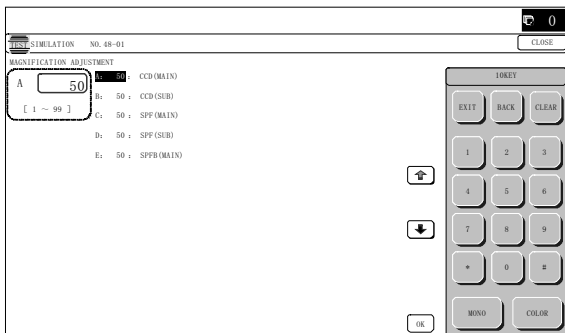 0
TEST SIMULATION NO. 48-01
CLOSE
MAGNIFICATION ADJUSTMENT
A 50
[ 1 ~ 99 ]
A: 50 : CCD(MAIN)
B: 50 : CCD(SUB)
C: 50 : SPF(MAIN)
D: 50 : SPF(SUB)
E: 50 : SPFB(MAIN)
OK
10KEY
EXIT BACK CLEAR
1 2 3
4 5 6
7 8 9
* 0 #
MONO COLOR